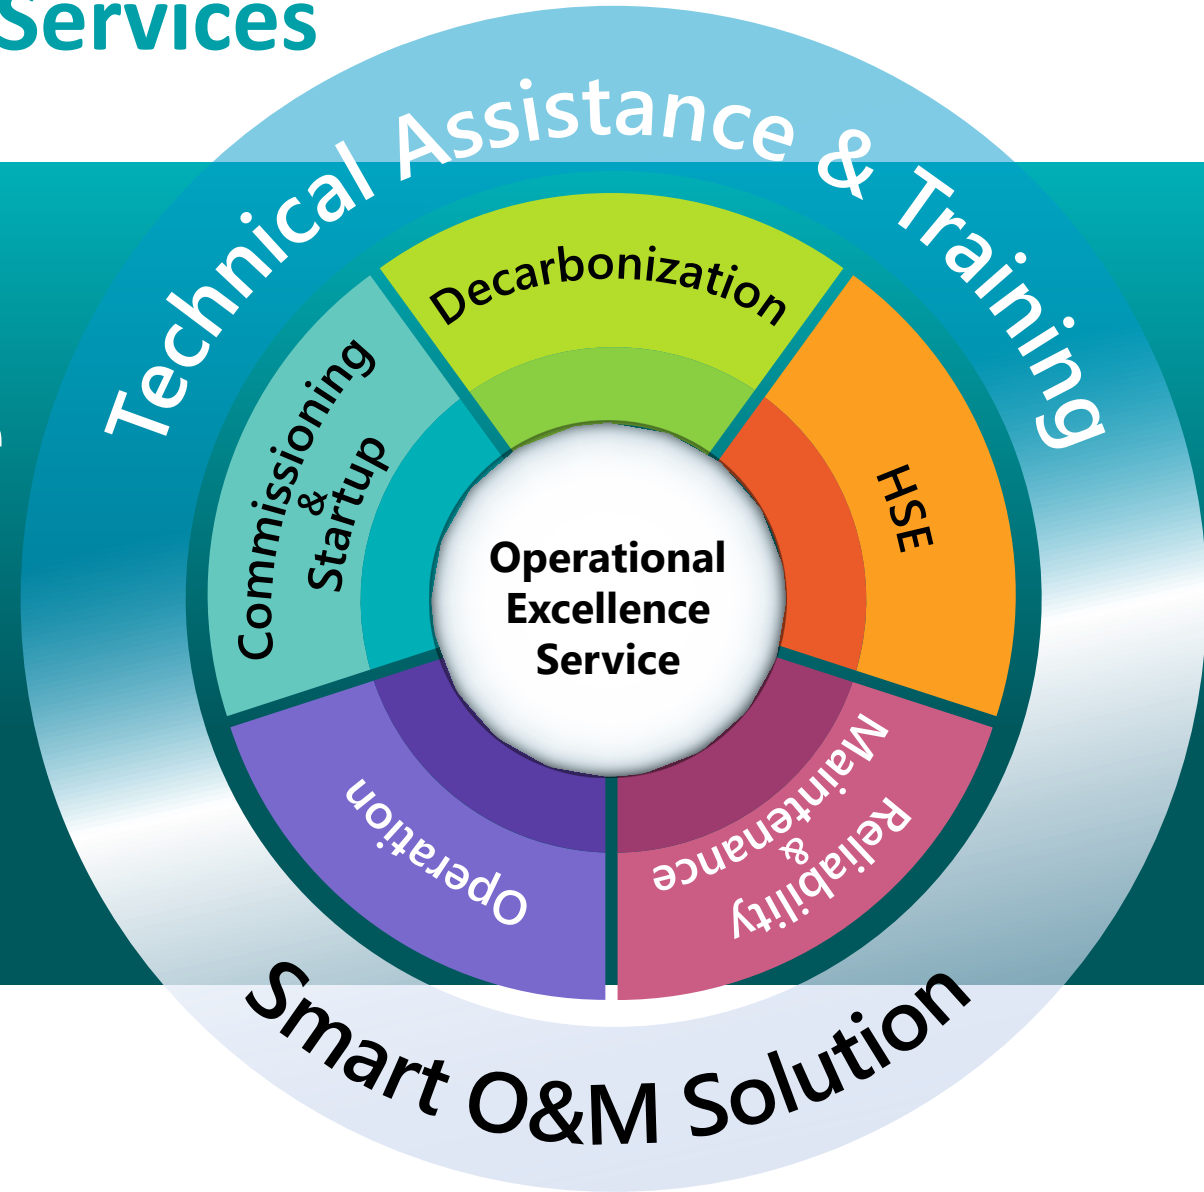 Services
Technical Assistance & Training
Decarbonization
Commissioning
&
Startup
HSE
Operational
Excellence
Service
Operation
Reliability
&
Maintenance
Smart O&M Solution